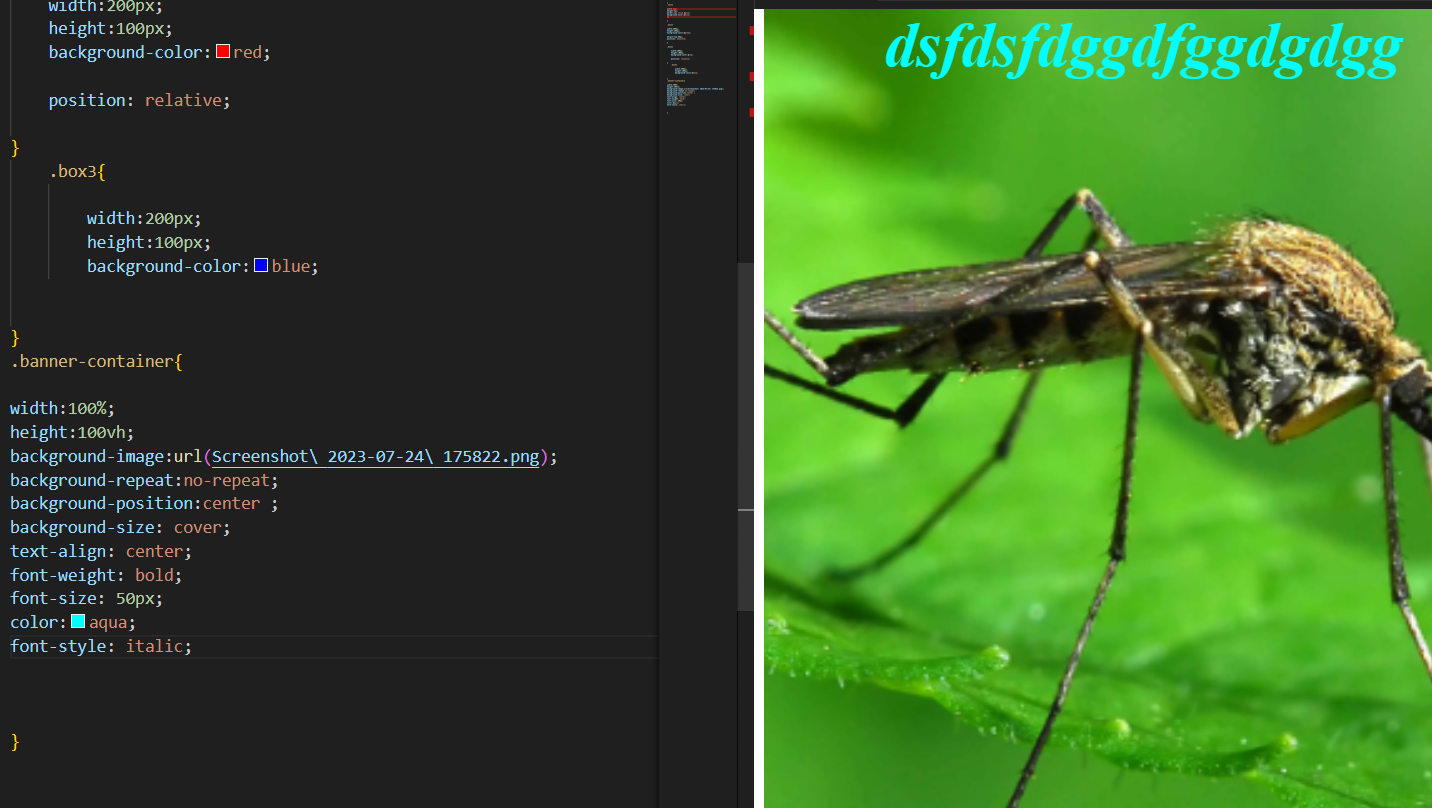 width:200px;
height:100px;
background-color: red;
position: relative;
}
.box3{
width:200px;
height:100px;
background-color: blue;
}
.banner-container{
width:100%;
height:100vh;
background-image:url(Screenshot\ 2023-07-24\ 175822.png);
background-repeat:no-repeat;
background-position:center ;
background-size: cover;
text-align: center;
font-weight: bold;
font-size: 50px;
color: aqua;
font-style: italic;
}
dsfdsfdggdfggdgdgg